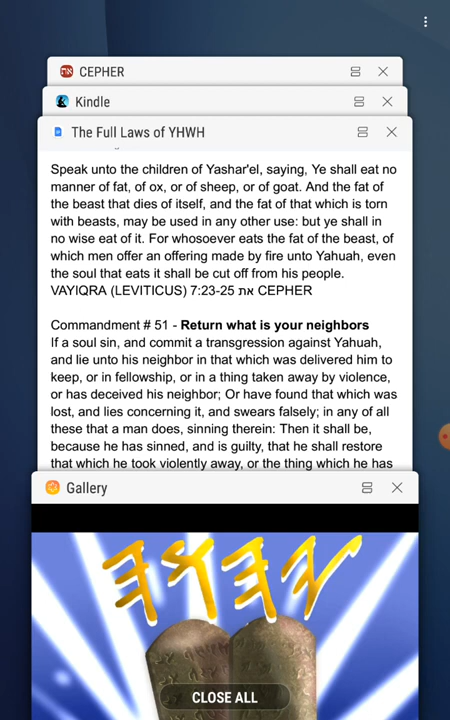 CEPHER
Kindle
The Full Laws of YHWH
Speak unto the children of Yashar'el, saying, Ye shall eat no
manner of fat, of ox, or of sheep, or of goat. And the fat of
the beast that dies of itself, and the fat of that which is torn
with beasts, may be used in any other use: but ye shall in
no wise eat of it. For whosoever eats the fat of the beast, of
which men offer an offering made by fire unto Yahuah, even
the soul that eats it shall be cut off from his people.
VAYIQRA (LEVITICUS) 7:23-25 את CEPHER
Commandment # 51 - Return what is your neighbors
If a soul sin, and commit a transgression against Yahuah,
and lie unto his neighbor in that which was delivered him to
keep, or in fellowship, or in a thing taken away by violence,
or has deceived his neighbor; Or have found that which was
lost, and lies concerning it, and swears falsely; in any of all
these that a man does, sinning therein: Then it shall be,
because he has sinned, and is guilty, that he shall restore
that which he took violently away, or the thing which he has
Gallery
𐤉𐤄𐤅𐤄
CLOSE ALL